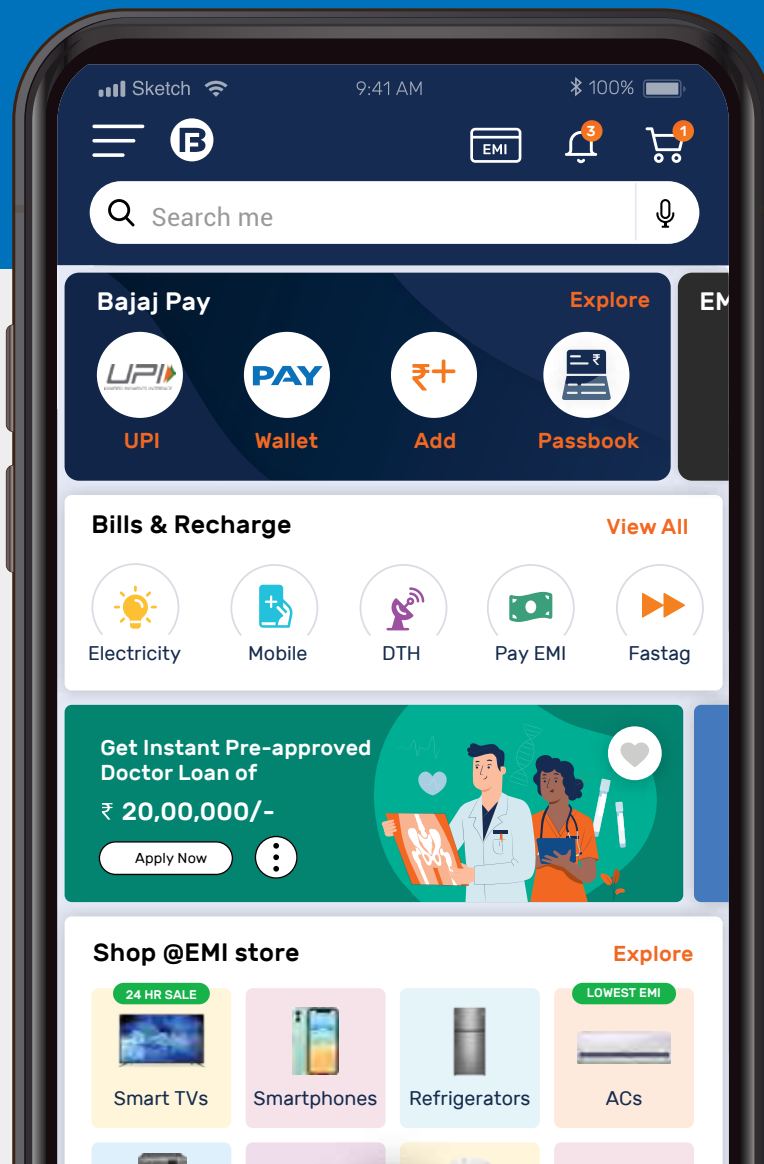 Sketch 9:41 AM 100%
EMI 3 1
Search me
Bajaj Pay Explore EM
UPI PAY ₹+ ₹
UPI Wallet Add Passbook
Bills & Recharge View All
Electricity Mobile DTH Pay EMI Fastag
Get Instant Pre-approved
Doctor Loan of
₹ 20,00,000/-
Apply Now
Shop @EMI store Explore
24 HR SALE LOWEST EMI
Smart TVs Smartphones Refrigerators ACs